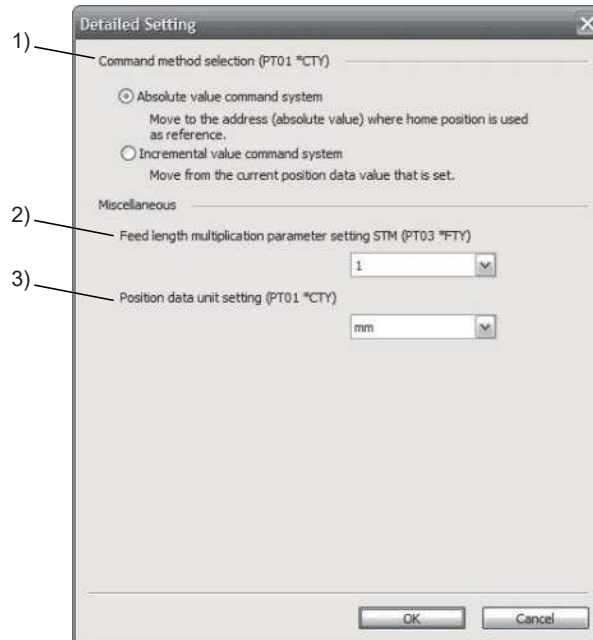 Detailed Setting
1)
Command method selection (PT01 *CTY)
Absolute value command system
Move to the address (absolute value) where home position is used
as reference.
Incremental value command system
Move from the current position data value that is set.
Miscellaneous
2)
Feed length multiplication parameter setting STM (PT03 *FTY)
1
3)
Position data unit setting (PT01 *CTY)
mm
OK
Cancel